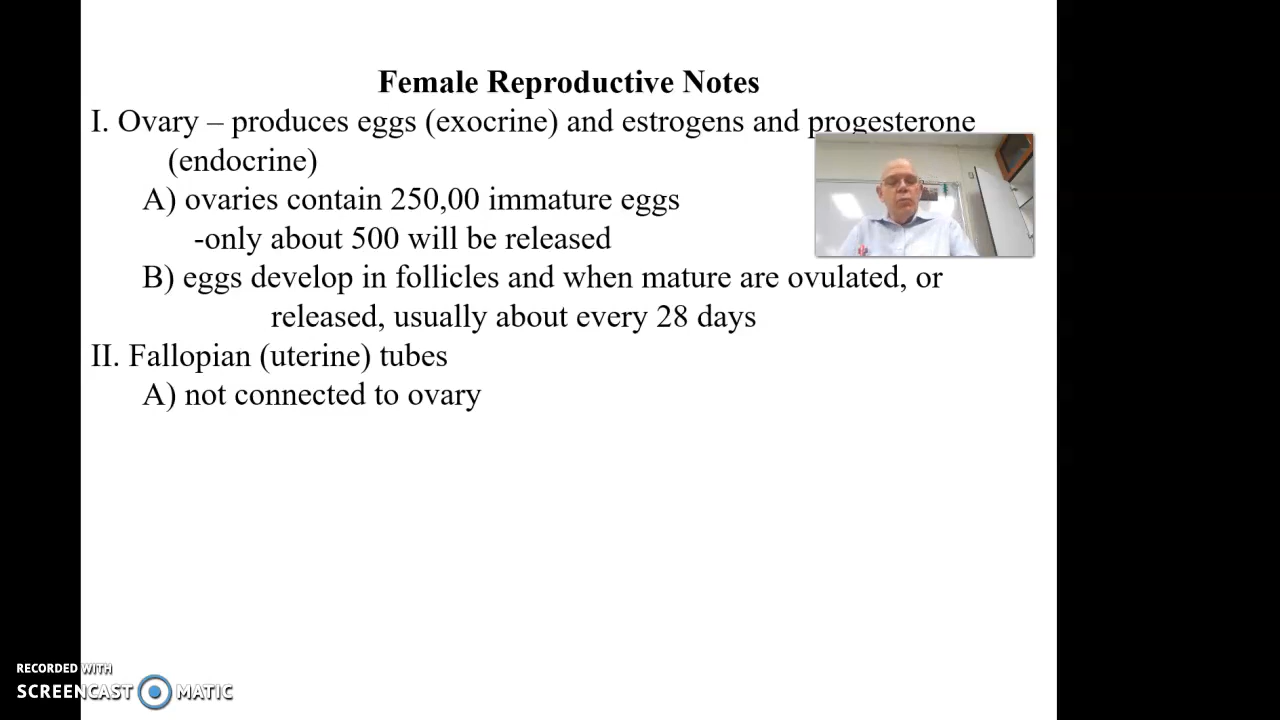 Female Reproductive Notes
I. Ovary – produces eggs (exocrine) and estrogens and progesterone
(endocrine)
A) ovaries contain 250,00 immature eggs
-only about 500 will be released
B) eggs develop in follicles and when mature are ovulated, or
released, usually about every 28 days
II. Fallopian (uterine) tubes
A) not connected to ovary
RECORDED WITH
SCREENCAST MATIC